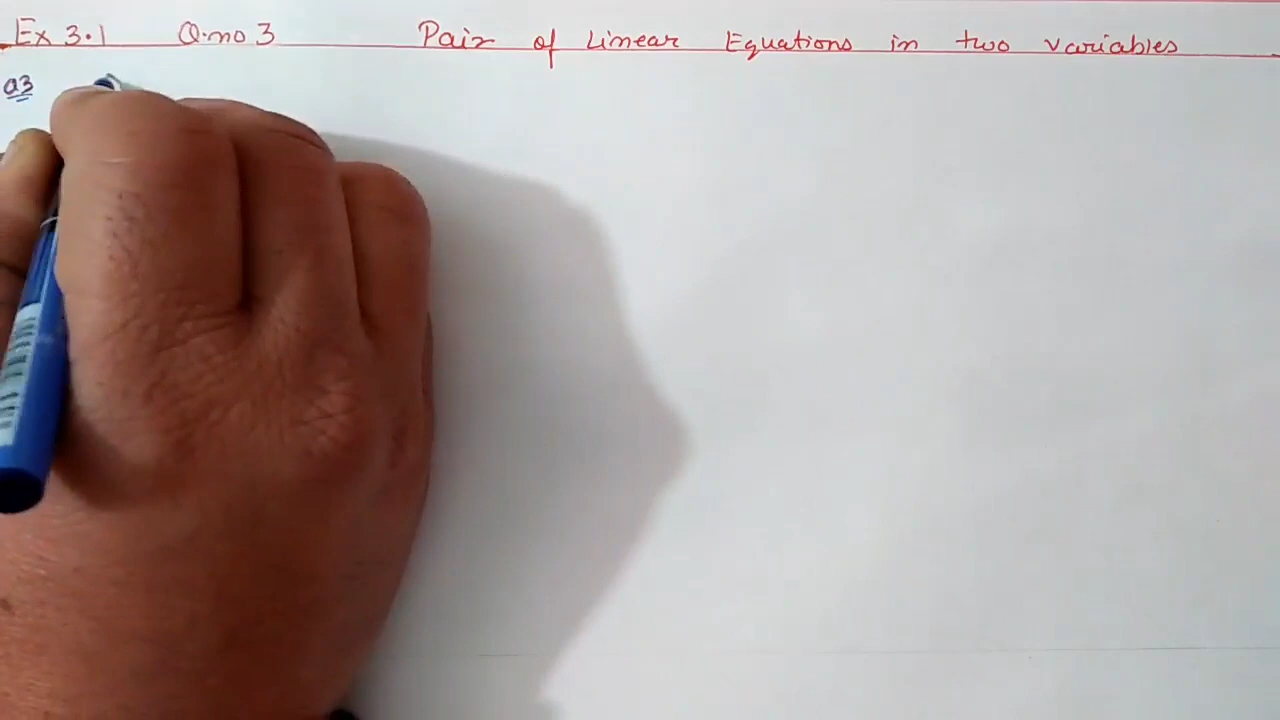 Ex 3.1 Q.no 3 Pair of Linear Equations in two variables
Q3